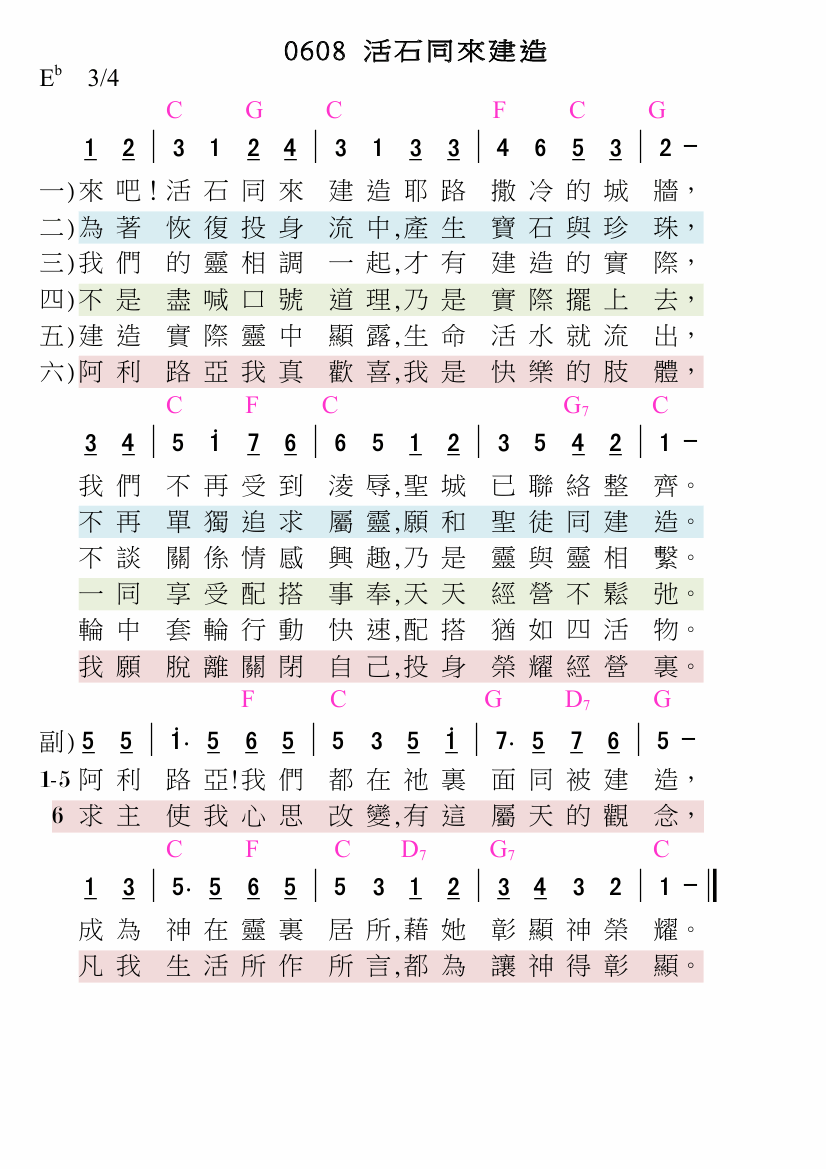 0608 活石同來建造
E♭ 3/4
C G C F C G
1 2 | 3 1 2 4 | 3 1 3 3 | 4 6 5 3 | 2 −
一)來吧!活石同來 建造耶路 撒冷的城 牆，
二)為著 恢復投身 流中,產生 寶石與珍 珠，
三)我們 的靈相調 一起,才有 建造的實 際，
四)不是 盡喊口號 道理,乃是 實際擺上 去，
五)建造 實際靈中 顯露,生命 活水就流 出，
六)阿利 路亞我真 歡喜,我是 快樂的肢 體，
C F C G7 C
3 4 | 5 i 7 6 | 6 5 1 2 | 3 5 4 2 | 1 −
我們 不再受到 淩辱,聖城 已聯絡整 齊。
不再 單獨追求 屬靈,願和 聖徒同建 造。
不談 關係情感 興趣,乃是 靈與靈相 繫。
一同 享受配搭 事奉,天天 經營不鬆 弛。
輪中 套輪行動 快速,配搭 猶如四活 物。
我願 脫離關閉 自己,投身 榮耀經營 裏。
F C G D7 G
副) 5 5 | i· 5 6 5 | 5 3 5 i | 7· 5 7 6 | 5 −
1-5 阿利 路亞!我們 都在祂裏 面同被建 造，
6 求主 使我心思 改變,有這 屬天的觀 念，
C F C D7 G7 C
1 3 | 5· 5 6 5 | 5 3 1 2 | 3 4 3 2 | 1 − ‖
成為 神在靈裏 居所,藉她 彰顯神榮 耀。
凡我 生活所作 所言,都為 讓神得彰 顯。